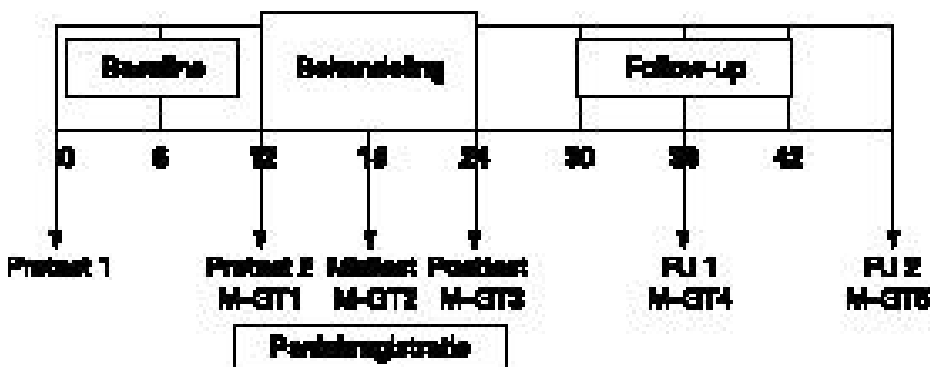 Baseline
Behandeling
Follow-up
0 6 12 18 24 30 36 42
Pretest 1
Pretest 2
M-GT1
Midtest
M-GT2
Posttest
M-GT3
FU 1
M-GT4
FU 2
M-GT5